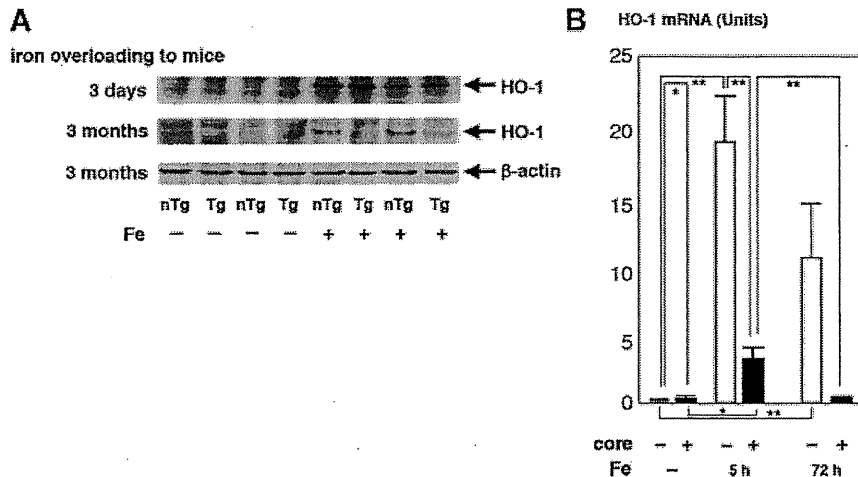 A
iron overloading to mice
3 days
HO-1
3 months
HO-1
3 months
β-actin
nTg Tg nTg Tg nTg Tg nTg Tg
Fe − − − − + + + +
B HO-1 mRNA (Units)
25
20
15
10
5
0
** ** **
*
* **
core − + − + − +
Fe − 5 h 72 h